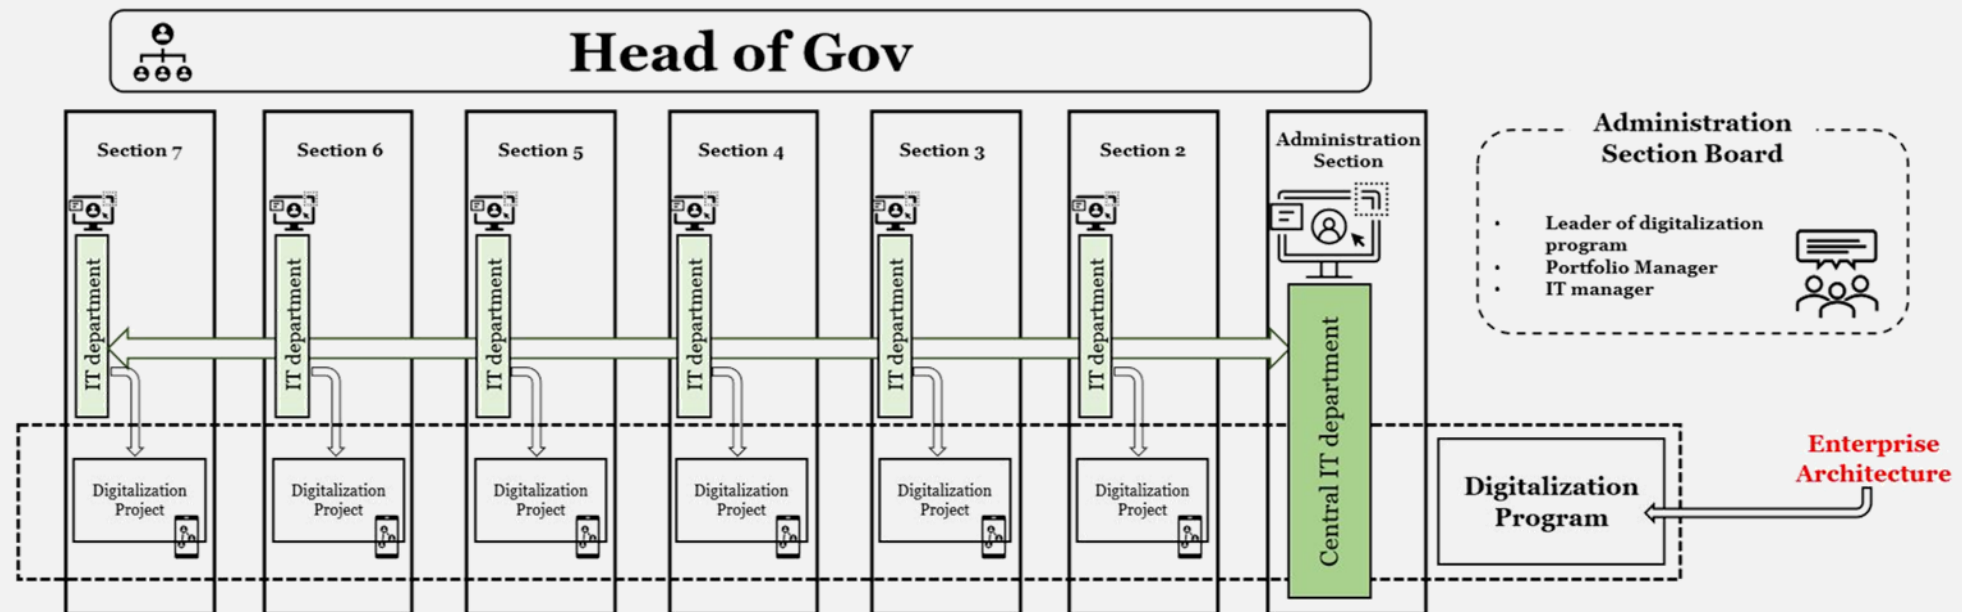 Head of Gov
Section 7
Section 6
Section 5
Section 4
Section 3
Section 2
Administration
Section
IT department
IT department
IT department
IT department
IT department
IT department
Central IT department
Digitalization
Project
Digitalization
Project
Digitalization
Project
Digitalization
Project
Digitalization
Project
Digitalization
Project
Administration
Section Board
• Leader of digitalization
program
• Portfolio Manager
• IT manager
Digitalization
Program
Enterprise
Architecture